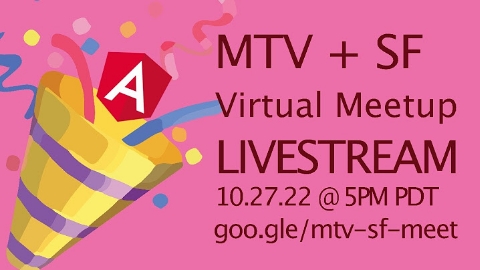 A
MTV + SF
Virtual Meetup
LIVESTREAM
10.27.22 @ 5PM PDT
goo.gle/mtv-sf-meet